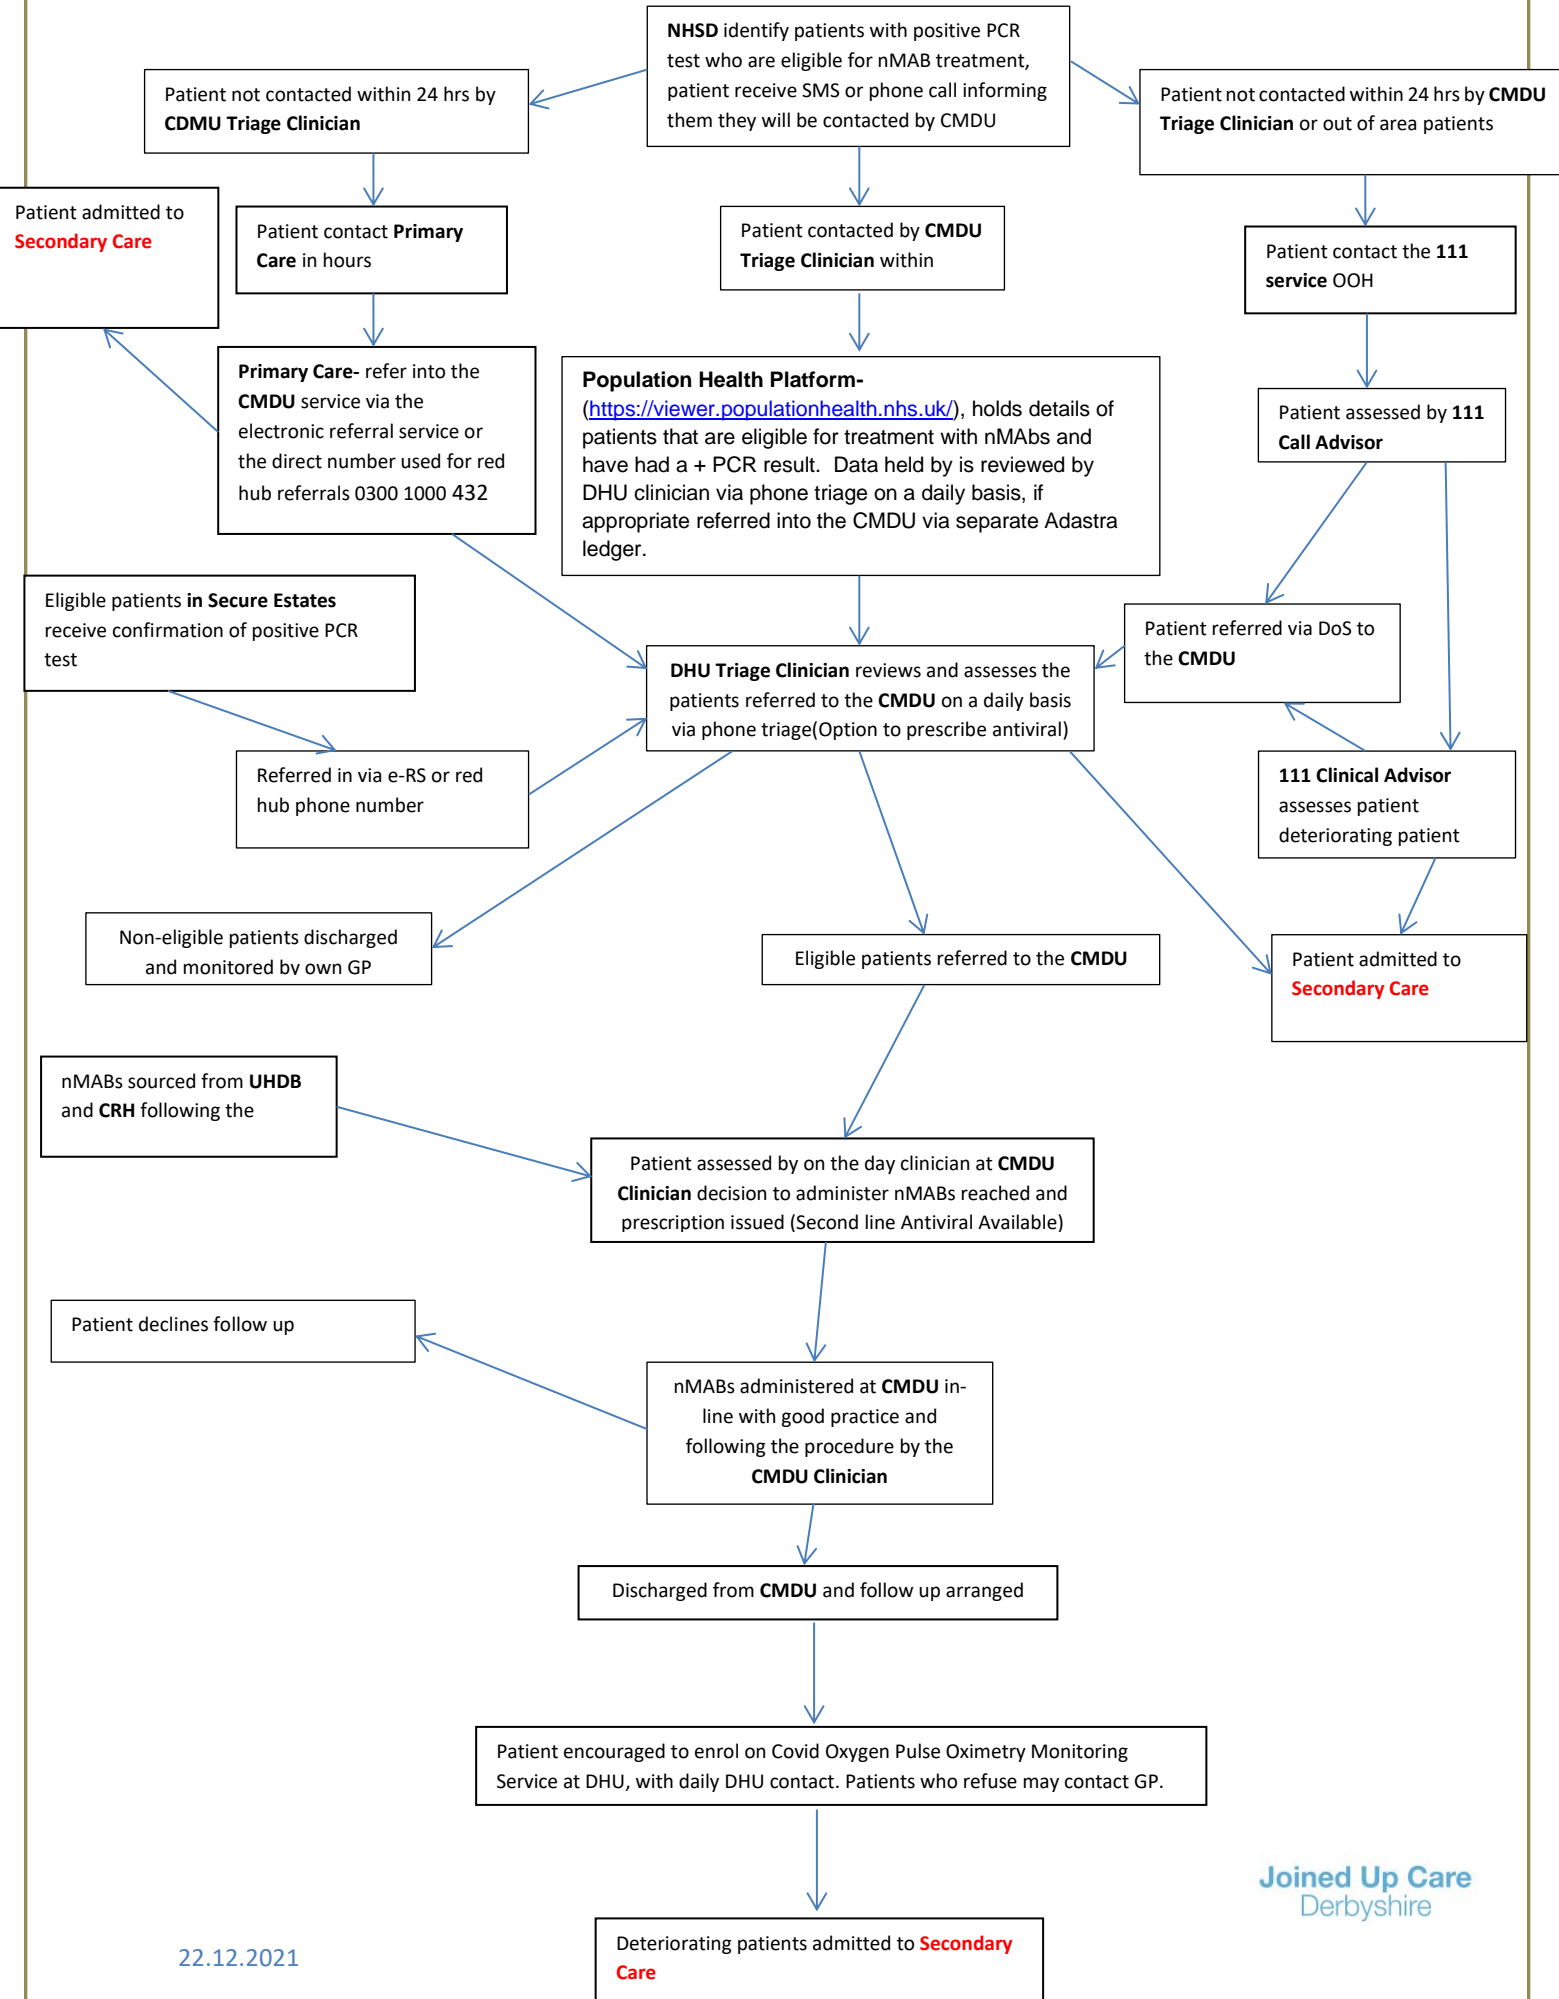 NHSD identify patients with positive PCR
test who are eligible for nMAB treatment,
patient receive SMS or phone call informing
them they will be contacted by CMDU
Patient not contacted within 24 hrs by
CDMU Triage Clinician
Patient not contacted within 24 hrs by CMDU
Triage Clinician or out of area patients
Patient admitted to
Secondary Care
Patient contact Primary
Care in hours
Patient contacted by CMDU
Triage Clinician within
Patient contact the 111
service OOH
Primary Care- refer into the
CMDU service via the
electronic referral service or
the direct number used for red
hub referrals 0300 1000 432
Population Health Platform-
(https://viewer.populationhealth.nhs.uk/), holds details of
patients that are eligible for treatment with nMAbs and
have had a + PCR result.  Data held by is reviewed by
DHU clinician via phone triage on a daily basis, if
appropriate referred into the CMDU via separate Adastra
ledger.
Patient assessed by 111
Call Advisor
Eligible patients in Secure Estates
receive confirmation of positive PCR
test
Patient referred via DoS to
the CMDU
DHU Triage Clinician reviews and assesses the
patients referred to the CMDU on a daily basis
via phone triage(Option to prescribe antiviral)
Referred in via e-RS or red
hub phone number
111 Clinical Advisor
assesses patient
deteriorating patient
Non-eligible patients discharged
and monitored by own GP
Eligible patients referred to the CMDU
Patient admitted to
Secondary Care
nMABs sourced from UHDB
and CRH following the
Patient assessed by on the day clinician at CMDU
Clinician decision to administer nMABs reached and
prescription issued (Second line Antiviral Available)
Patient declines follow up
nMABs administered at CMDU in-
line with good practice and
following the procedure by the
CMDU Clinician
Discharged from CMDU and follow up arranged
Patient encouraged to enrol on Covid Oxygen Pulse Oximetry Monitoring
Service at DHU, with daily DHU contact. Patients who refuse may contact GP.
Joined Up Care
Derbyshire
Deteriorating patients admitted to Secondary
Care
22.12.2021